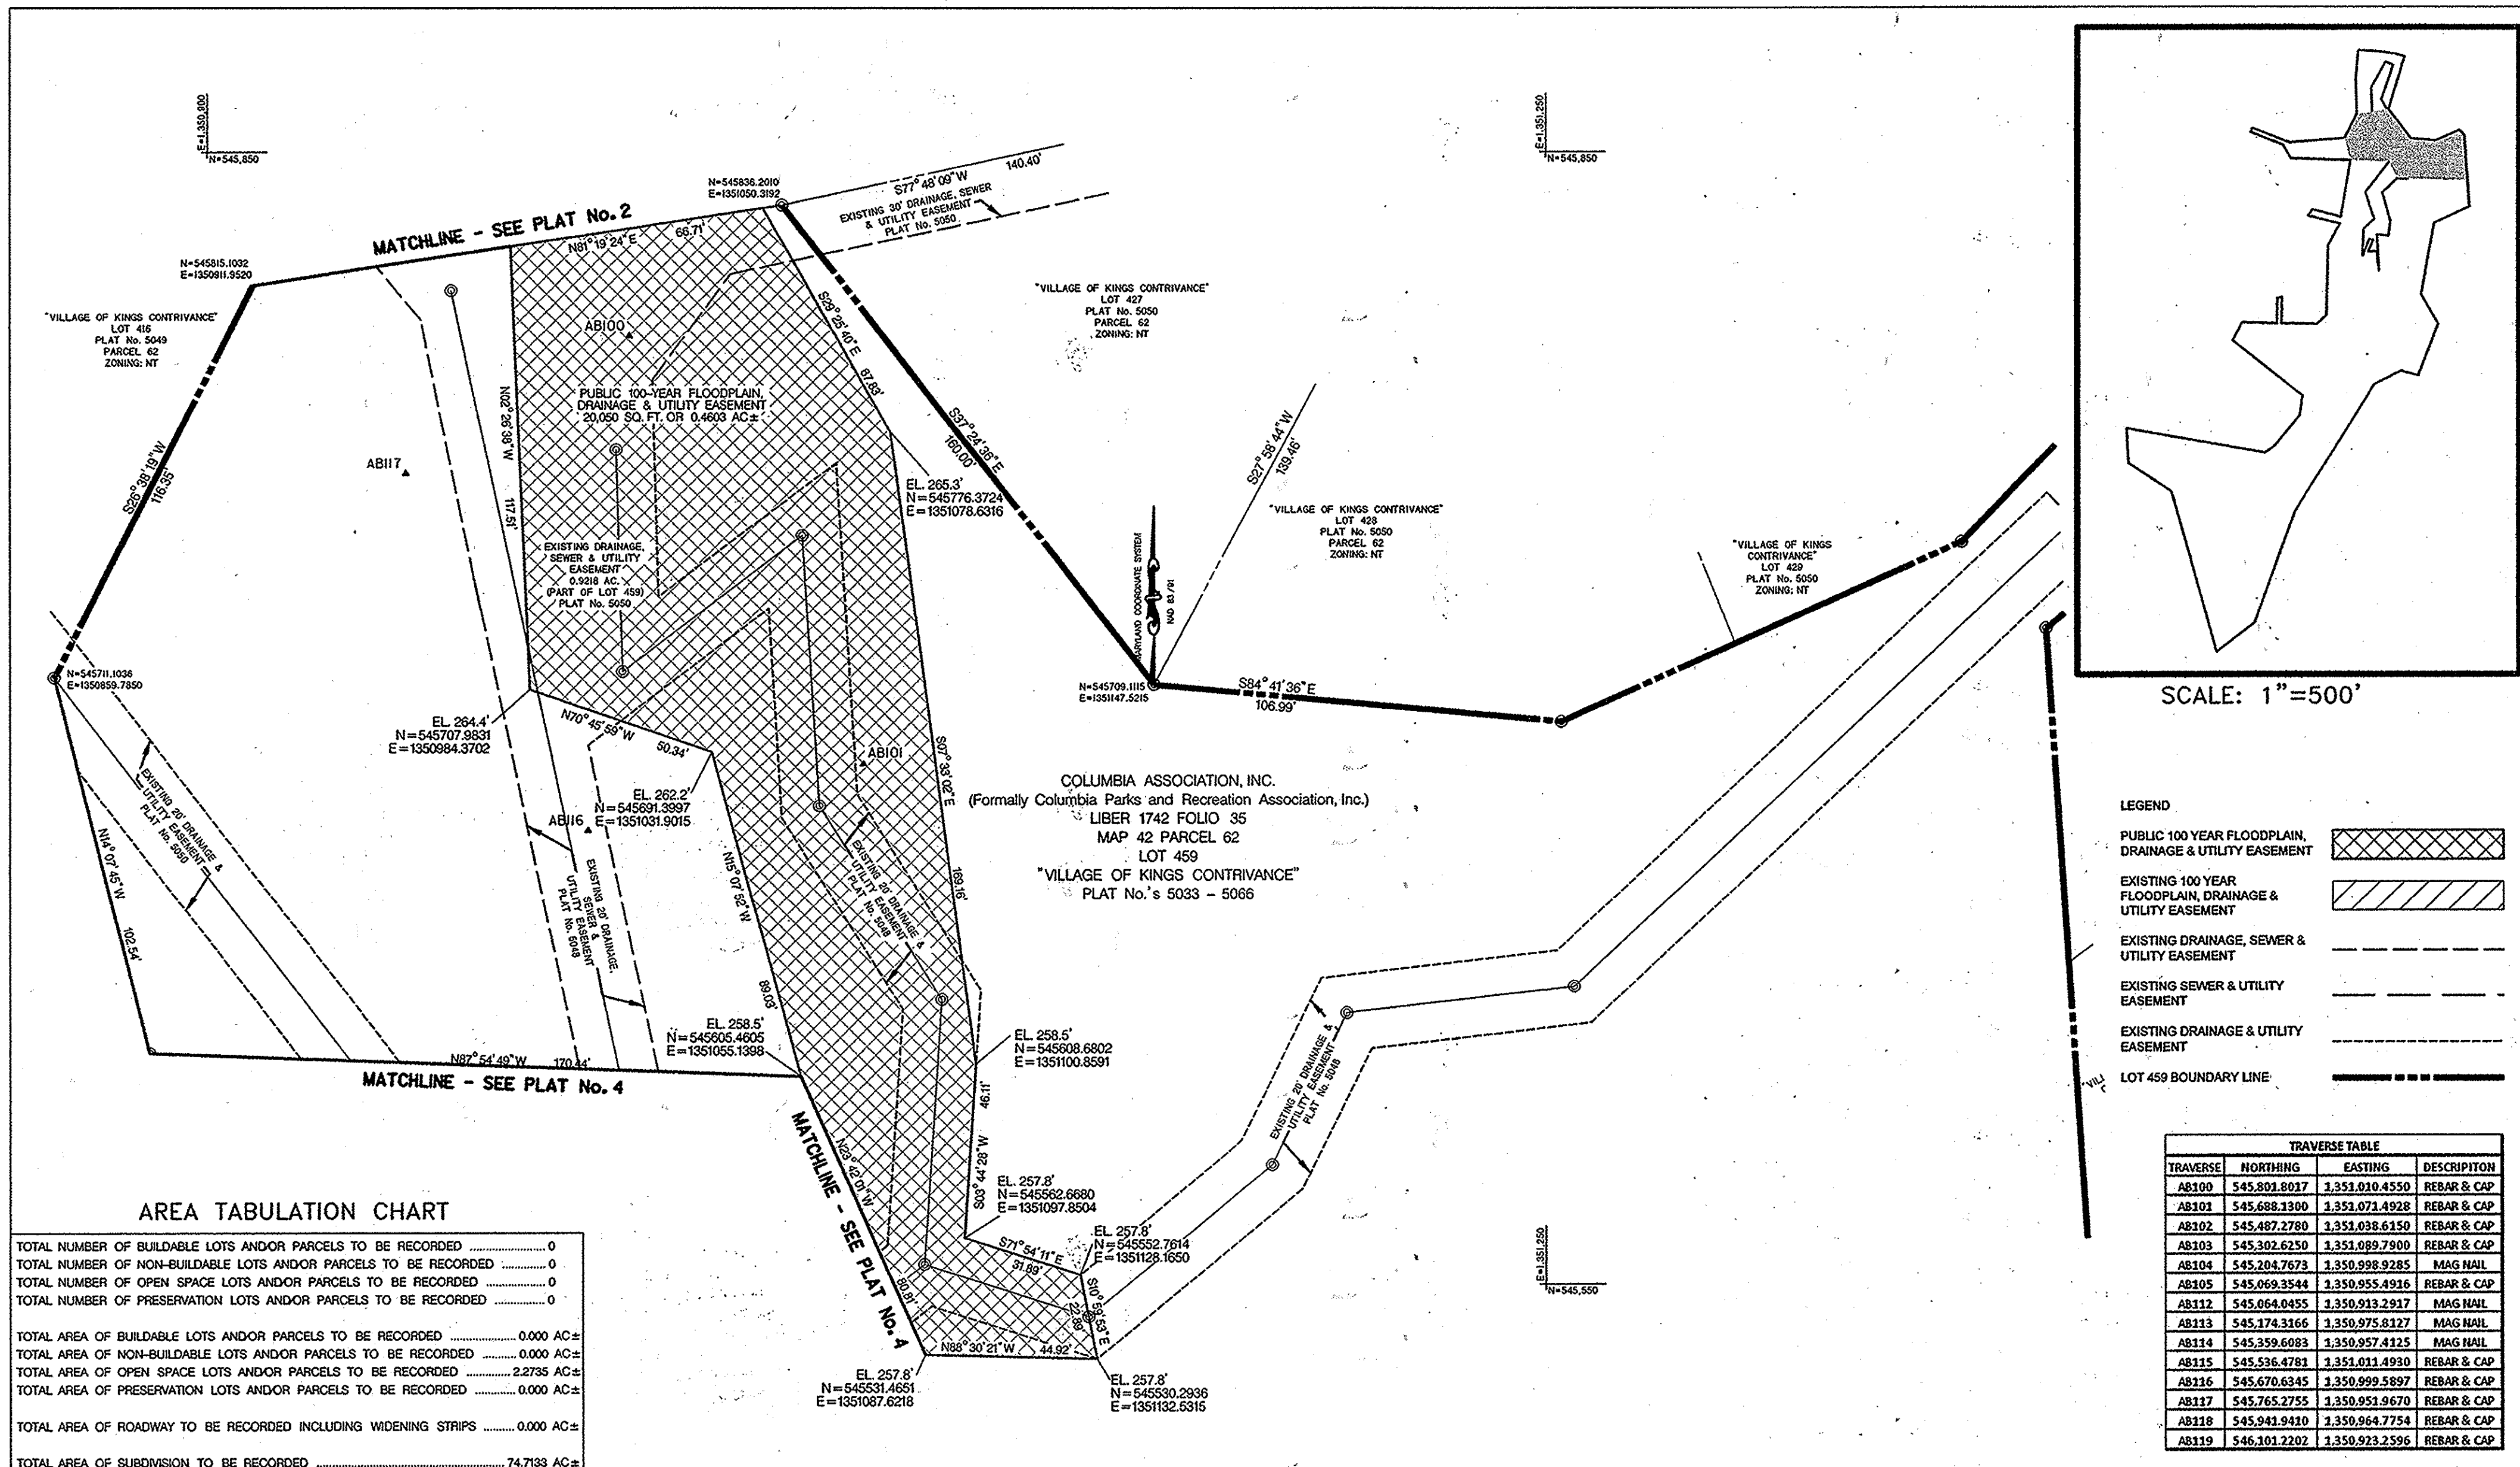 E=1,350,900
N=545,850
E=1,351,250
N=545,850
N=545836.2010
E=1351050.3192
S77°48'09"W
140.40'
EXISTING 30' DRAINAGE, SEWER
& UTILITY EASEMENT
PLAT No. 5050
MATCHLINE - SEE PLAT No. 2
N81°19'24"E
66.71'
N=545815.1032
E=1350911.9520
"VILLAGE OF KINGS CONTRIVANCE"
LOT 416
PLAT No. 5049
PARCEL 62
ZONING: NT
"VILLAGE OF KINGS CONTRIVANCE"
LOT 427
PLAT No. 5050
PARCEL 62
ZONING: NT
AB100
S29°25'40"E
67.83'
N02°26'38"W
117.51'
PUBLIC 100-YEAR FLOODPLAIN,
DRAINAGE & UTILITY EASEMENT
20,050 SQ. FT. OR 0.4603 AC±
S37°24'36"E
160.00'
S26°38'19"W
116.35'
AB117
S27°58'44"W
139.46'
EL. 265.3'
N=545776.3724
E=1351078.6316
"VILLAGE OF KINGS CONTRIVANCE"
LOT 428
PLAT No. 5050
PARCEL 62
ZONING: NT
"VILLAGE OF KINGS
CONTRIVANCE"
LOT 429
PLAT No. 5050
ZONING: NT
EXISTING DRAINAGE,
SEWER & UTILITY
EASEMENT
0.9218 AC.
(PART OF LOT 459)
PLAT No. 5050
MARYLAND COORDINATE SYSTEM
NAD 83/91
N=545711.1036
E=1350859.7850
N=545709.1115
E=1351147.5215
S84°41'36"E
106.99'
SCALE: 1"=500'
EL. 264.4'
N=545707.9831
E=1350984.3702
N70°45'59"W
50.34'
AB101
S07°33'02"E
169.16'
EL. 262.2'
N=545691.3997
E=1351031.9015
AB116
COLUMBIA ASSOCIATION, INC.
(Formally Columbia Parks and Recreation Association, Inc.)
LIBER 1742 FOLIO 35
MAP 42 PARCEL 62
LOT 459
"VILLAGE OF KINGS CONTRIVANCE"
PLAT No.'s 5033 - 5066
EXISTING 20' DRAINAGE &
UTILITY EASEMENT
PLAT No. 5050
N14°07'45"W
102.54'
EXISTING 20' DRAINAGE,
SEWER &
UTILITY EASEMENT
PLAT No. 5048
N15°07'52"W
89.03'
EXISTING 20' DRAINAGE &
UTILITY EASEMENT
PLAT No. 5048
EL. 258.5'
N=545605.4605
E=1351055.1398
EL. 258.5'
N=545608.6802
E=1351100.8591
N87°54'49"W
170.44'
MATCHLINE - SEE PLAT No. 4
46.11'
S03°44'28"W
EXISTING 20' DRAINAGE &
UTILITY EASEMENT
PLAT No. 5048
MATCHLINE - SEE PLAT No. 4
N23°42'01"W
80.81'
EL. 257.8'
N=545562.6680
E=1351097.8504
S71°54'11"E
31.89'
EL. 257.8'
N=545552.7614
E=1351128.1650
S10°59'53"E
22.89'
N88°30'21"W
44.92'
EL. 257.8'
N=545531.4651
E=1351087.6218
EL. 257.8'
N=545530.2936
E=1351132.5315
E=1,351,250
N=545,550
LEGEND
PUBLIC 100 YEAR FLOODPLAIN,
DRAINAGE & UTILITY EASEMENT
EXISTING 100 YEAR
FLOODPLAIN, DRAINAGE &
UTILITY EASEMENT
EXISTING DRAINAGE, SEWER &
UTILITY EASEMENT
EXISTING SEWER & UTILITY
EASEMENT
EXISTING DRAINAGE & UTILITY
EASEMENT
LOT 459 BOUNDARY LINE
TRAVERSE TABLE
TRAVERSE NORTHING EASTING DESCRIPITON
AB100 545,801.8017 1,351,010.4550 REBAR & CAP
AB101 545,688.1300 1,351,071.4928 REBAR & CAP
AB102 545,487.2780 1,351,038.6150 REBAR & CAP
AB103 545,302.6250 1,351,089.7900 REBAR & CAP
AB104 545,204.7673 1,350,998.9285 MAG NAIL
AB105 545,069.3544 1,350,955.4916 REBAR & CAP
AB112 545,064.0455 1,350,913.2917 MAG NAIL
AB113 545,174.3166 1,350,975.8127 MAG NAIL
AB114 545,359.6083 1,350,957.4125 MAG NAIL
AB115 545,536.4781 1,351,011.4930 REBAR & CAP
AB116 545,670.6345 1,350,999.5897 REBAR & CAP
AB117 545,765.2755 1,350,951.9670 REBAR & CAP
AB118 545,941.9410 1,350,964.7754 REBAR & CAP
AB119 546,101.2202 1,350,923.2596 REBAR & CAP
AREA TABULATION CHART
TOTAL NUMBER OF BUILDABLE LOTS AND/OR PARCELS TO BE RECORDED ........ 0
TOTAL NUMBER OF NON-BUILDABLE LOTS AND/OR PARCELS TO BE RECORDED ........ 0
TOTAL NUMBER OF OPEN SPACE LOTS AND/OR PARCELS TO BE RECORDED ........ 0
TOTAL NUMBER OF PRESERVATION LOTS AND/OR PARCELS TO BE RECORDED ........ 0
TOTAL AREA OF BUILDABLE LOTS AND/OR PARCELS TO BE RECORDED ........ 0.000 AC±
TOTAL AREA OF NON-BUILDABLE LOTS AND/OR PARCELS TO BE RECORDED ........ 0.000 AC±
TOTAL AREA OF OPEN SPACE LOTS AND/OR PARCELS TO BE RECORDED ........ 2.2735 AC±
TOTAL AREA OF PRESERVATION LOTS AND/OR PARCELS TO BE RECORDED ........ 0.000 AC±
TOTAL AREA OF ROADWAY TO BE RECORDED INCLUDING WIDENING STRIPS ........ 0.000 AC±
TOTAL AREA OF SUBDIVISION TO BE RECORDED ........ 74.7133 AC±